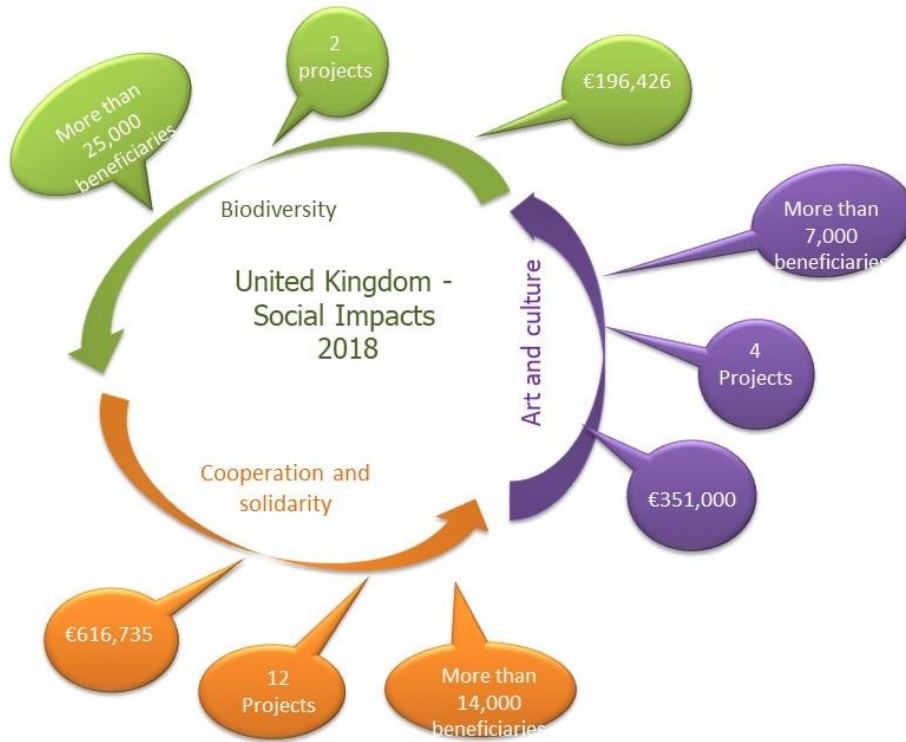 2
projects
€196,426
More than
25,000
beneficiaries
Biodiversity
United Kingdom -
Social Impacts
2018
Art and culture
More than
7,000
beneficiaries
4
Projects
€351,000
Cooperation and
solidarity
€616,735
12
Projects
More than
14,000
beneficiaries